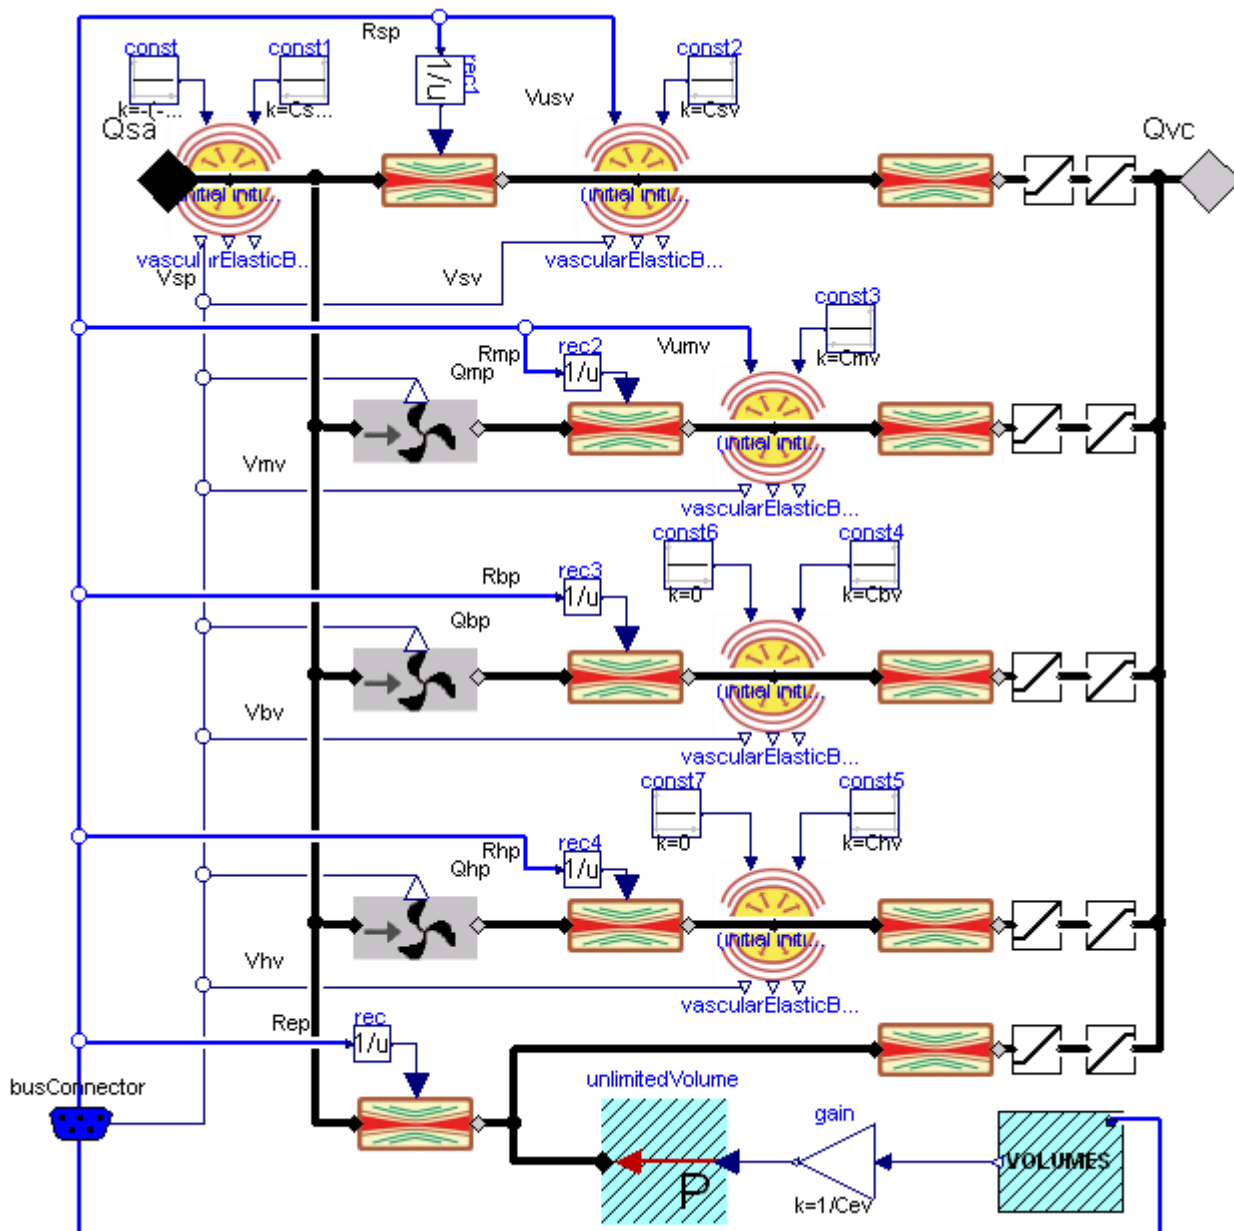 Rsp
const
const1
const2
rec1
1/u
k=-(-...
k=Cs...
Vusv
k=Csv
Qsa
Qvc
(initial initi...
(initial initi...
vascularElasticB...
vascularElasticB...
Vsp
Vsv
const3
Rmp
rec2
Vumv
k=Cmv
Qmp
1/u
(initial initi...
Vmv
vascularElasticB...
const6
const4
Rbp
rec3
k=0
k=Cbv
1/u
Qbp
(initial initi...
Vbv
vascularElasticB...
const7
const5
Rhp
rec4
k=0
k=Chv
Qhp
1/u
(initial initi...
Vhv
vascularElasticB...
Rep
rec
1/u
busConnector
unlimitedVolume
gain
VOLUMES
P
k=1/Cev